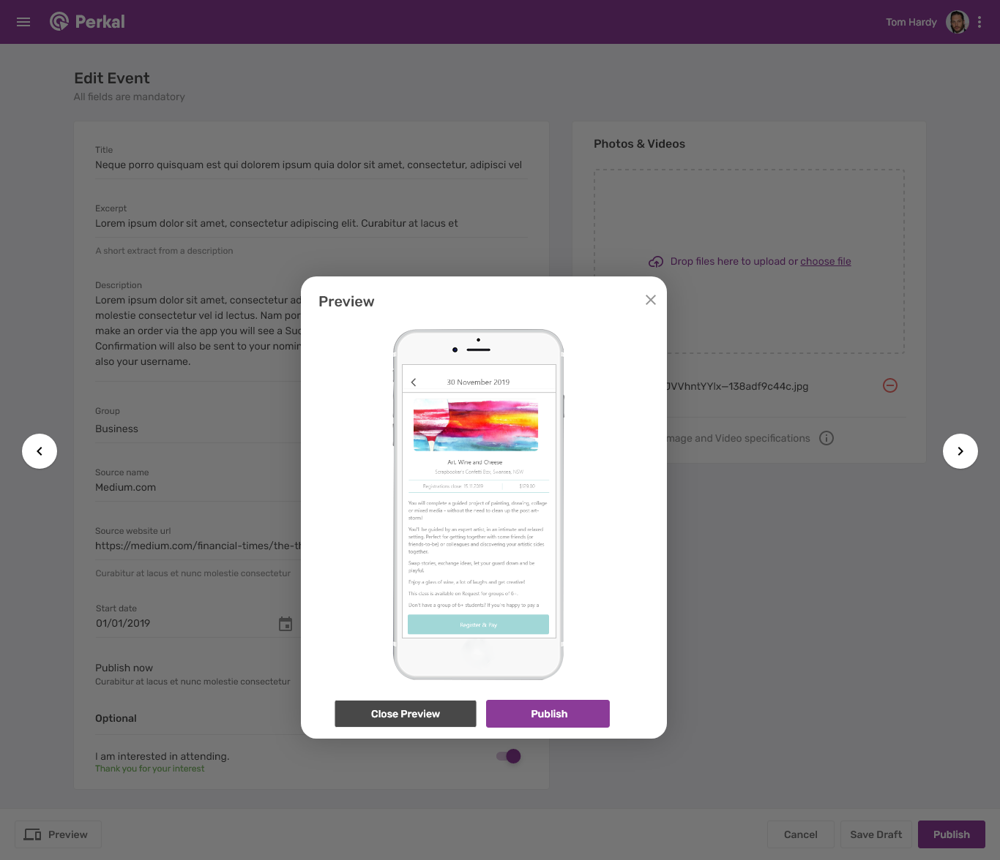 Perkal
Tom Hardy
Edit Event
All fields are mandatory
Title
Neque porro quisquam est qui dolorem ipsum quia dolor sit amet, consectetur, adipisci vel
Excerpt
Lorem ipsum dolor sit amet, consectetur adipiscing elit. Curabitur at lacus et
A short extract from a description
Description
Lorem ipsum dolor sit amet, consectetur ad
molestie consectetur vel id lectus. Nam por
make an order via the app you will see a Suc
Confirmation will also be sent to your nomin
also your username.
Group
Business
Source name
Medium.com
Source website url
https://medium.com/financial-times/the-th
Curabitur at lacus et nunc molestie consectetur
Start date
01/01/2019
Publish now
Curabitur at lacus et nunc molestie consectetur
Optional
I am interested in attending.
Thank you for your interest
Photos & Videos
Drop files here to upload or choose file
JVVhntYYlx—138adf9c44c.jpg
mage and Video specifications
Preview
30 November 2019
Art, Wine and Cheese
Scrapbooker's Confetti Box, Swansea, NSW
Registrations close 15.11.2019
$129.00
You will complete a guided project of painting, drawing, collage
or mixed media - without the need to clean up the post art-
storm!
You'll be guided by an expert artist, in an intimate and relaxed
setting. Perfect for getting together with some friends (or
friends-to-be) or colleagues and discovering your artistic sides
together.
Swap stories, exchange ideas, let your guard down and be
playful.
Enjoy a glass of wine, a lot of laughs and get creative!
This class is available on Request for groups of 6 -.
Don't have a group of 6+ students? If you're happy to pay a
Register & Pay
Close Preview
Publish
Preview
Cancel
Save Draft
Publish